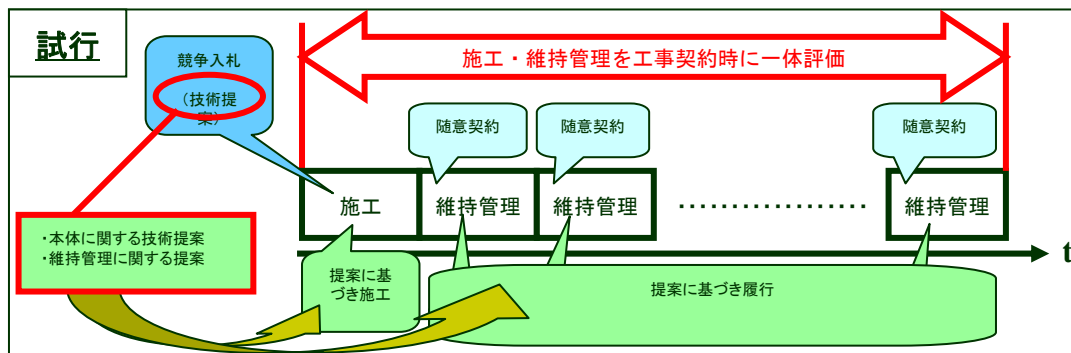 試行
競争入札
（技術提
案）
施工・維持管理を工事契約時に一体評価
随意契約
随意契約
随意契約
施工
維持管理
維持管理
………………
維持管理
・本体に関する技術提案
・維持管理に関する提案
提案に基
づき施工
提案に基づき履行
t